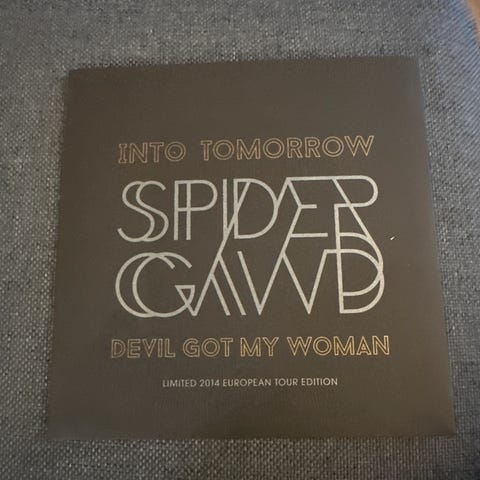 INTO TOMORROW
SPIDER
GAWD
DEVIL GOT MY WOMAN
LIMITED 2014 EUROPEAN TOUR EDITION